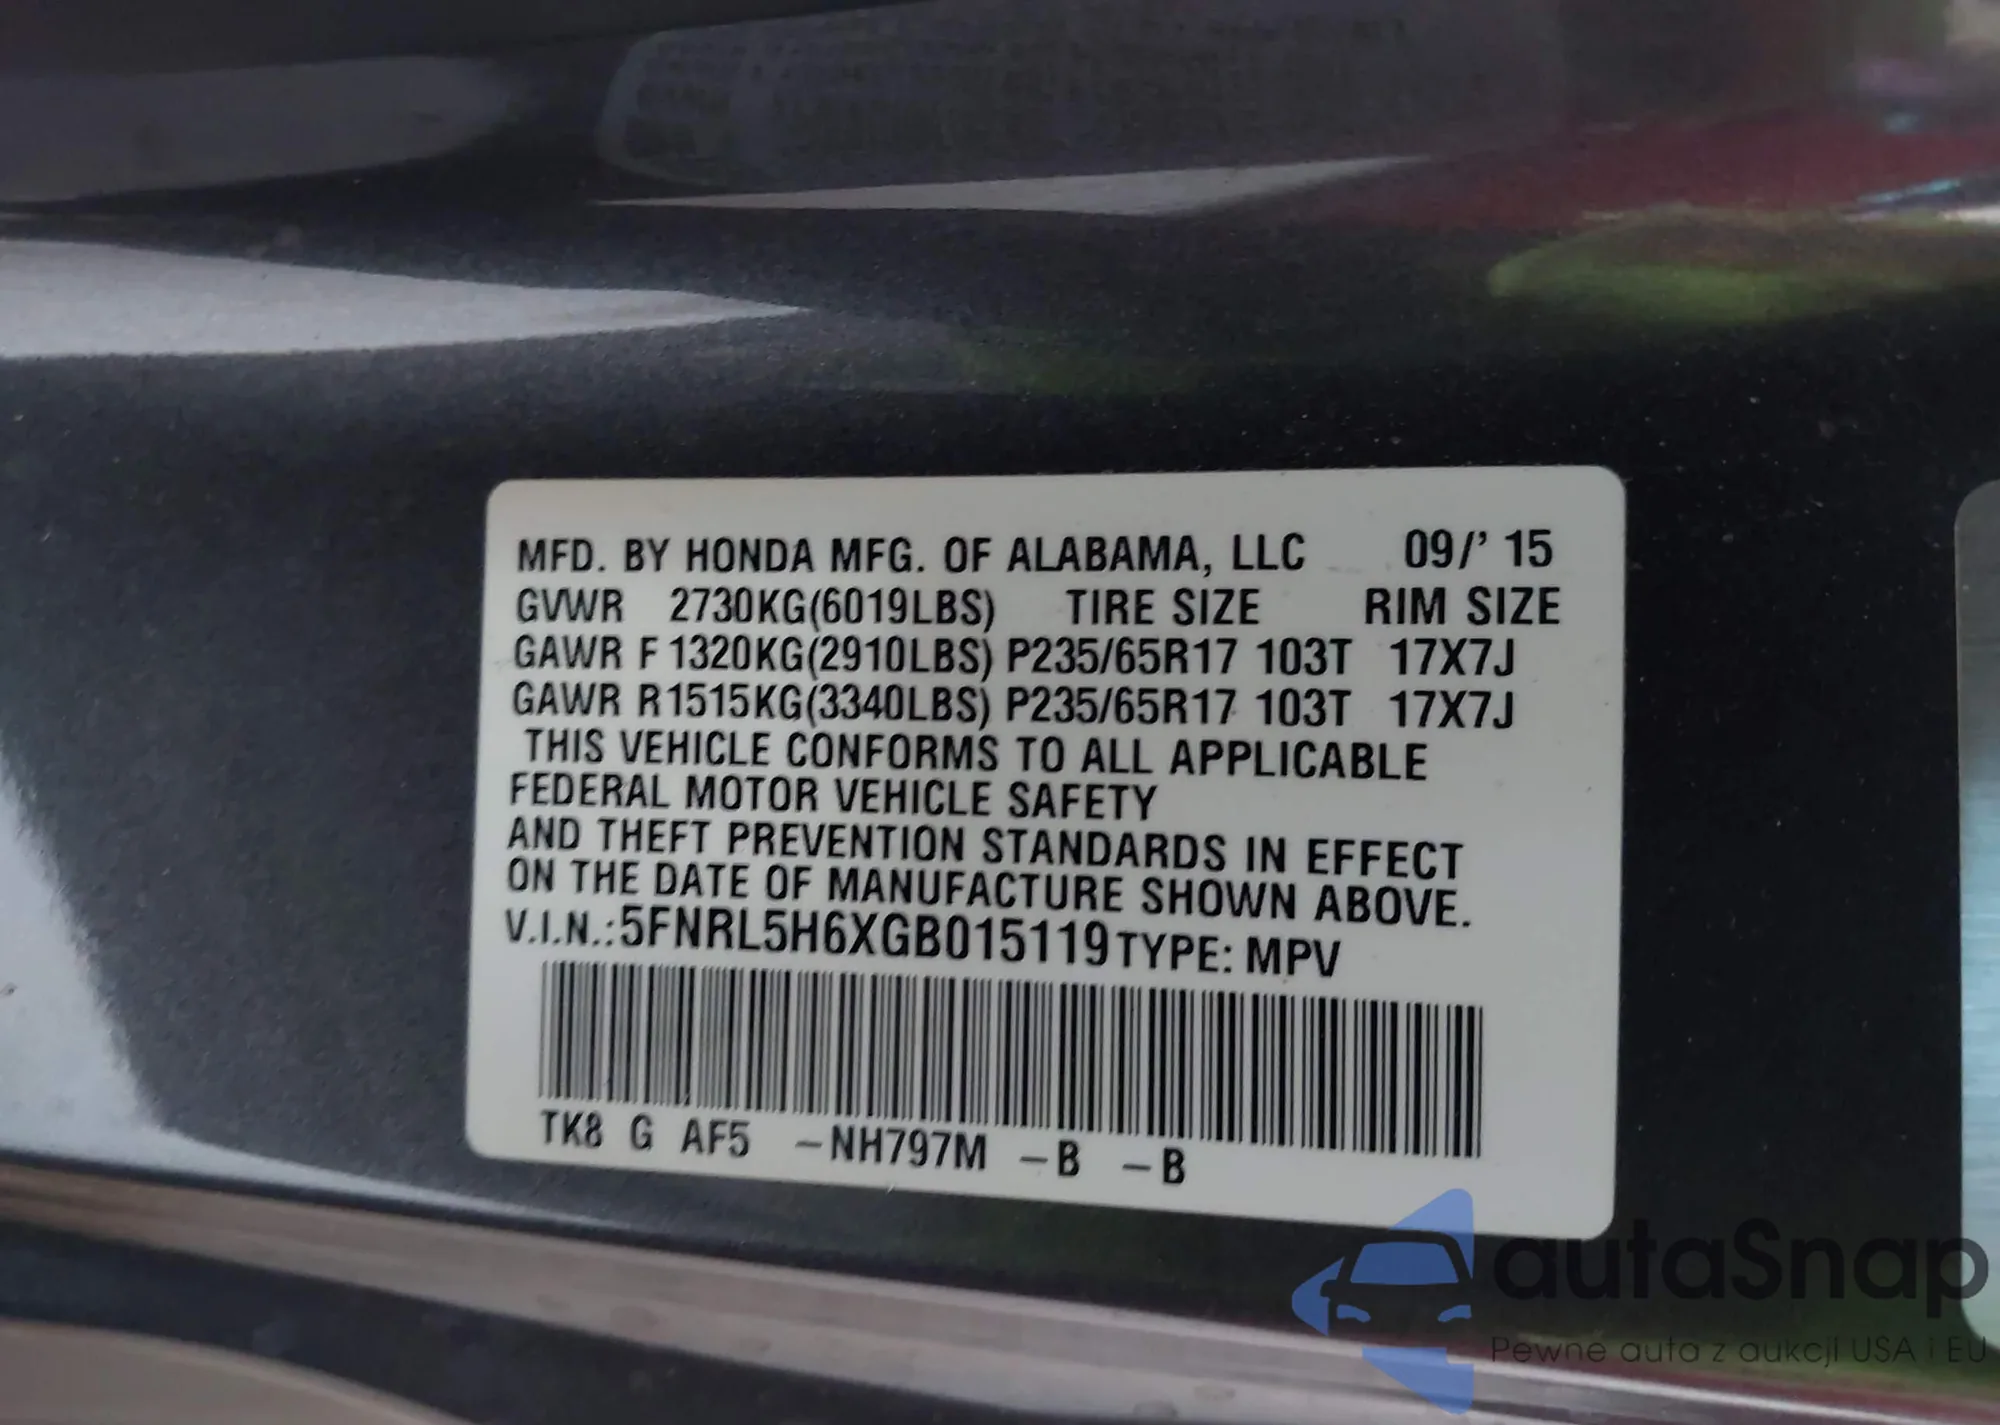 MFD. BY HONDA MFG. OF ALABAMA, LLC 09/' 15
GVWR 2730KG(6019LBS) TIRE SIZE RIM SIZE
GAWR F 1320KG(2910LBS) P235/65R17 103T 17X7J
GAWR R1515KG(3340LBS) P235/65R17 103T 17X7J
THIS VEHICLE CONFORMS TO ALL APPLICABLE
FEDERAL MOTOR VEHICLE SAFETY
AND THEFT PREVENTION STANDARDS IN EFFECT
ON THE DATE OF MANUFACTURE SHOWN ABOVE.
V.I.N.:5FNRL5H6XGB015119 TYPE: MPV
TK8 G AF5 -NH797M -B -B
autaSnap
Pewne auta z aukcji USA i EU